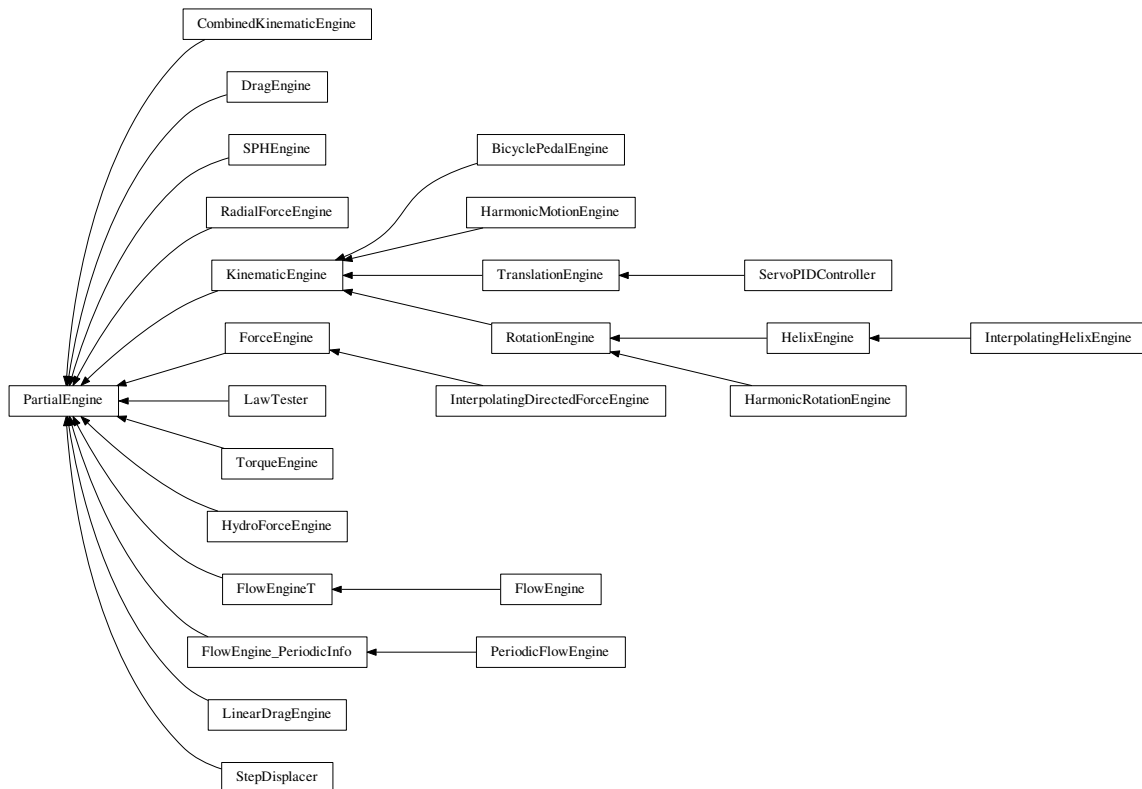 CombinedKinematicEngine
DragEngine
SPHEngine
BicyclePedalEngine
RadialForceEngine
HarmonicMotionEngine
KinematicEngine
TranslationEngine
ServoPIDController
ForceEngine
RotationEngine
HelixEngine
InterpolatingHelixEngine
PartialEngine
LawTester
InterpolatingDirectedForceEngine
HarmonicRotationEngine
TorqueEngine
HydroForceEngine
FlowEngineT
FlowEngine
FlowEngine_PeriodicInfo
PeriodicFlowEngine
LinearDragEngine
StepDisplacer